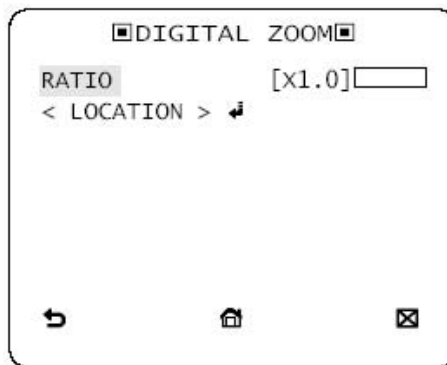 ▣DIGITAL ZOOM▣
RATIO [X1.0]
< LOCATION > ↲